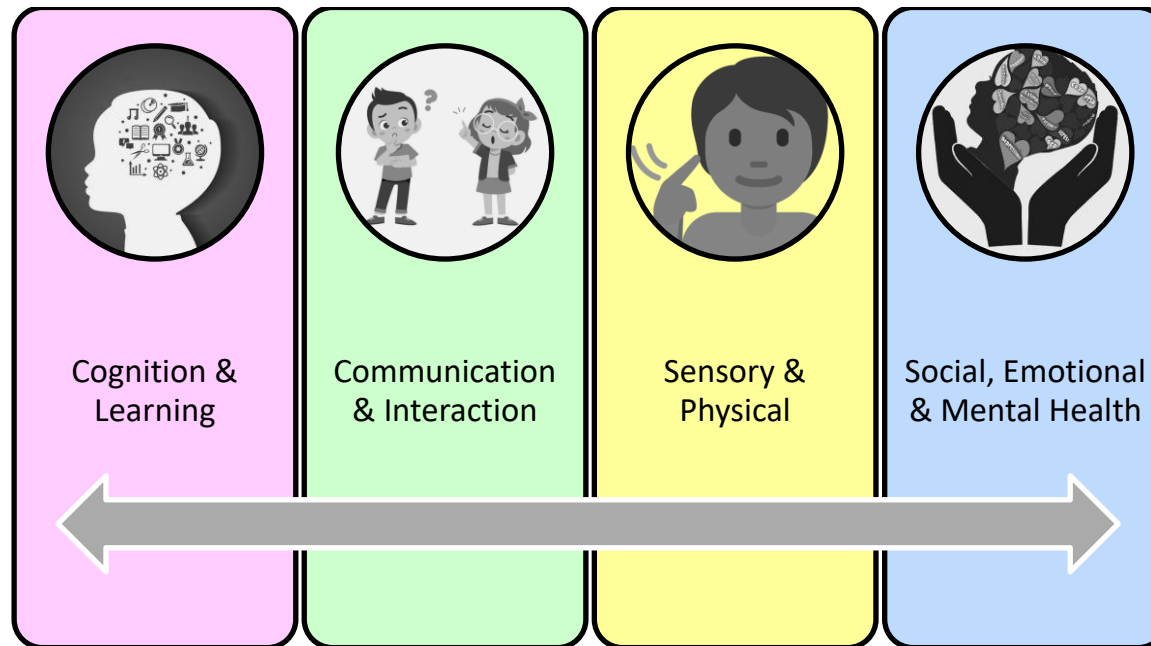 Cognition &
Learning
Communication
& Interaction
Sensory &
Physical
Social, Emotional
& Mental Health